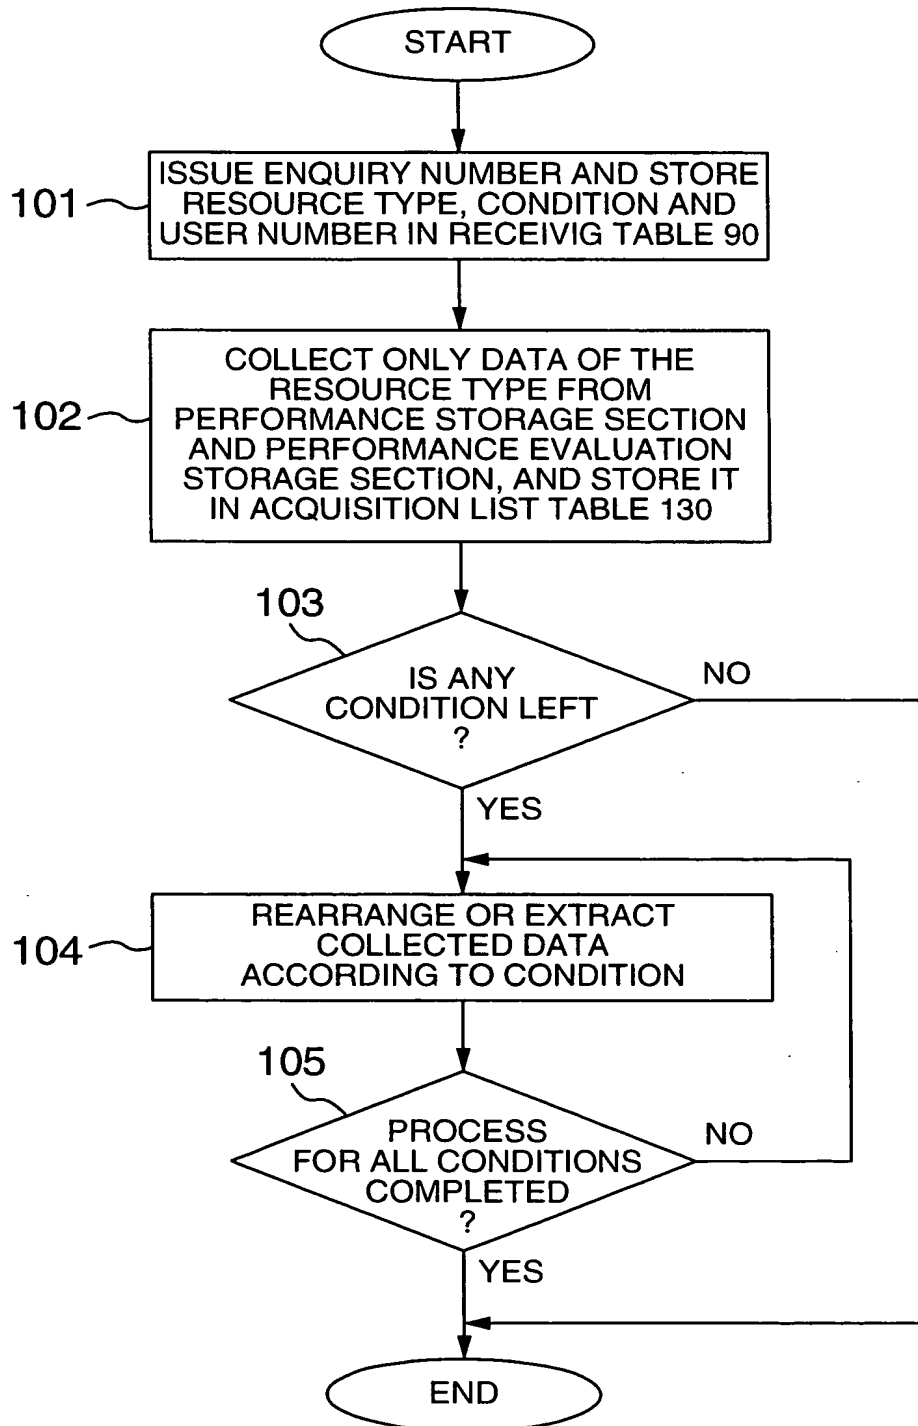 START
101
ISSUE ENQUIRY NUMBER AND STORE
RESOURCE TYPE, CONDITION AND
USER NUMBER IN RECEIVIG TABLE 90
102
COLLECT ONLY DATA OF THE
RESOURCE TYPE FROM
PERFORMANCE STORAGE SECTION
AND PERFORMANCE EVALUATION
STORAGE SECTION, AND STORE IT
IN ACQUISITION LIST TABLE 130
103
IS ANY
CONDITION LEFT
?
NO
YES
104
REARRANGE OR EXTRACT
COLLECTED DATA
ACCORDING TO CONDITION
105
PROCESS
FOR ALL CONDITIONS
COMPLETED
?
NO
YES
END